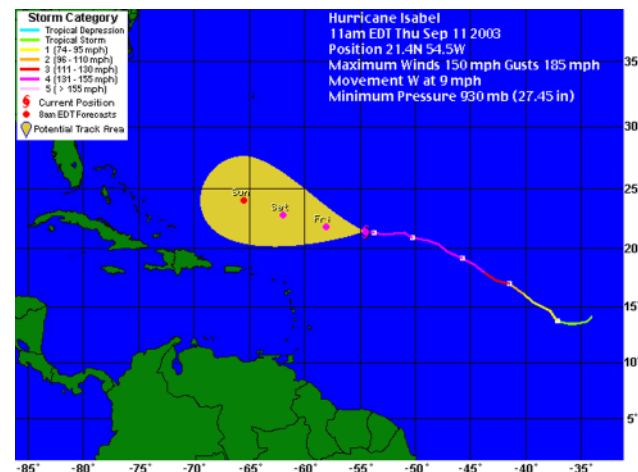 Storm Category
Tropical Depression
Tropical Storm
1 (74- 95 mph)
2 (96 -110 mph)
3 (111 - 130 mph)
4 (131 - 155 mph)
5 ( > 155 mph)
Current Position
8am EDT Forecasts
Potential Track Area
Hurricane Isabel
11am EDT Thu Sep 11 2003
Position 21.4N 54.5W
Maximum Winds 150 mph Gusts 185 mph
Movement W at 9 mph
Minimum Pressure 930 mb (27.45 in)
35
30
25
20
15
10°
5°
Sun
Sat
Fri
-85° -80° -75° -70° -65° -60° -55° -50° -45° -40° -35°